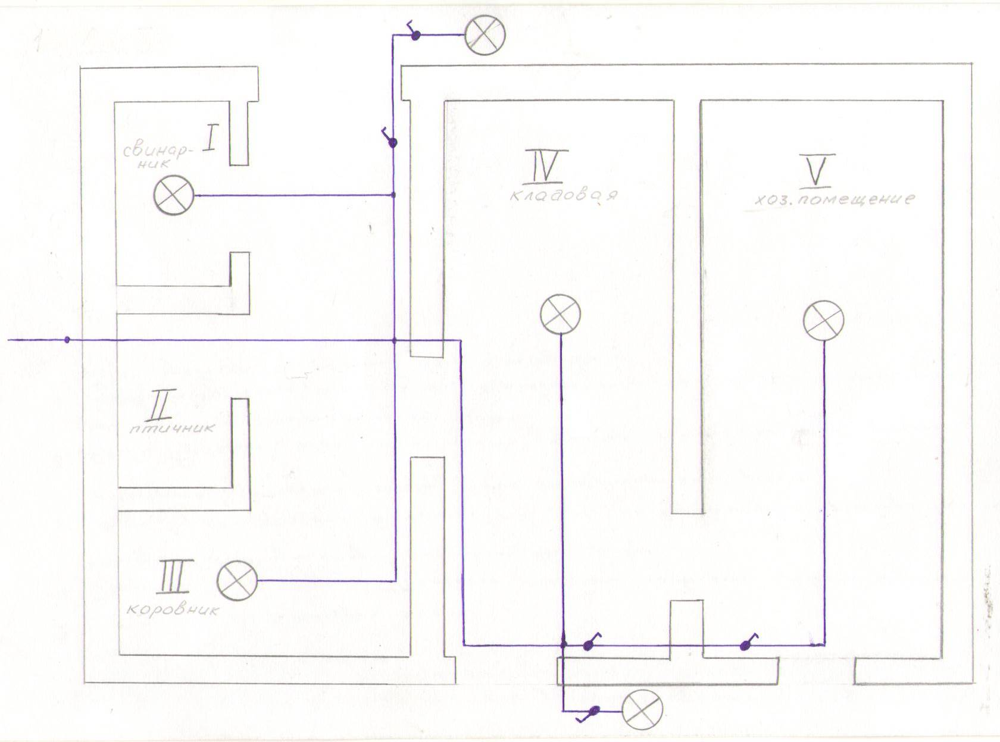 I
свинар-
ник
IV
кладовая
V
хоз. помещение
II
птичник
III
коровник